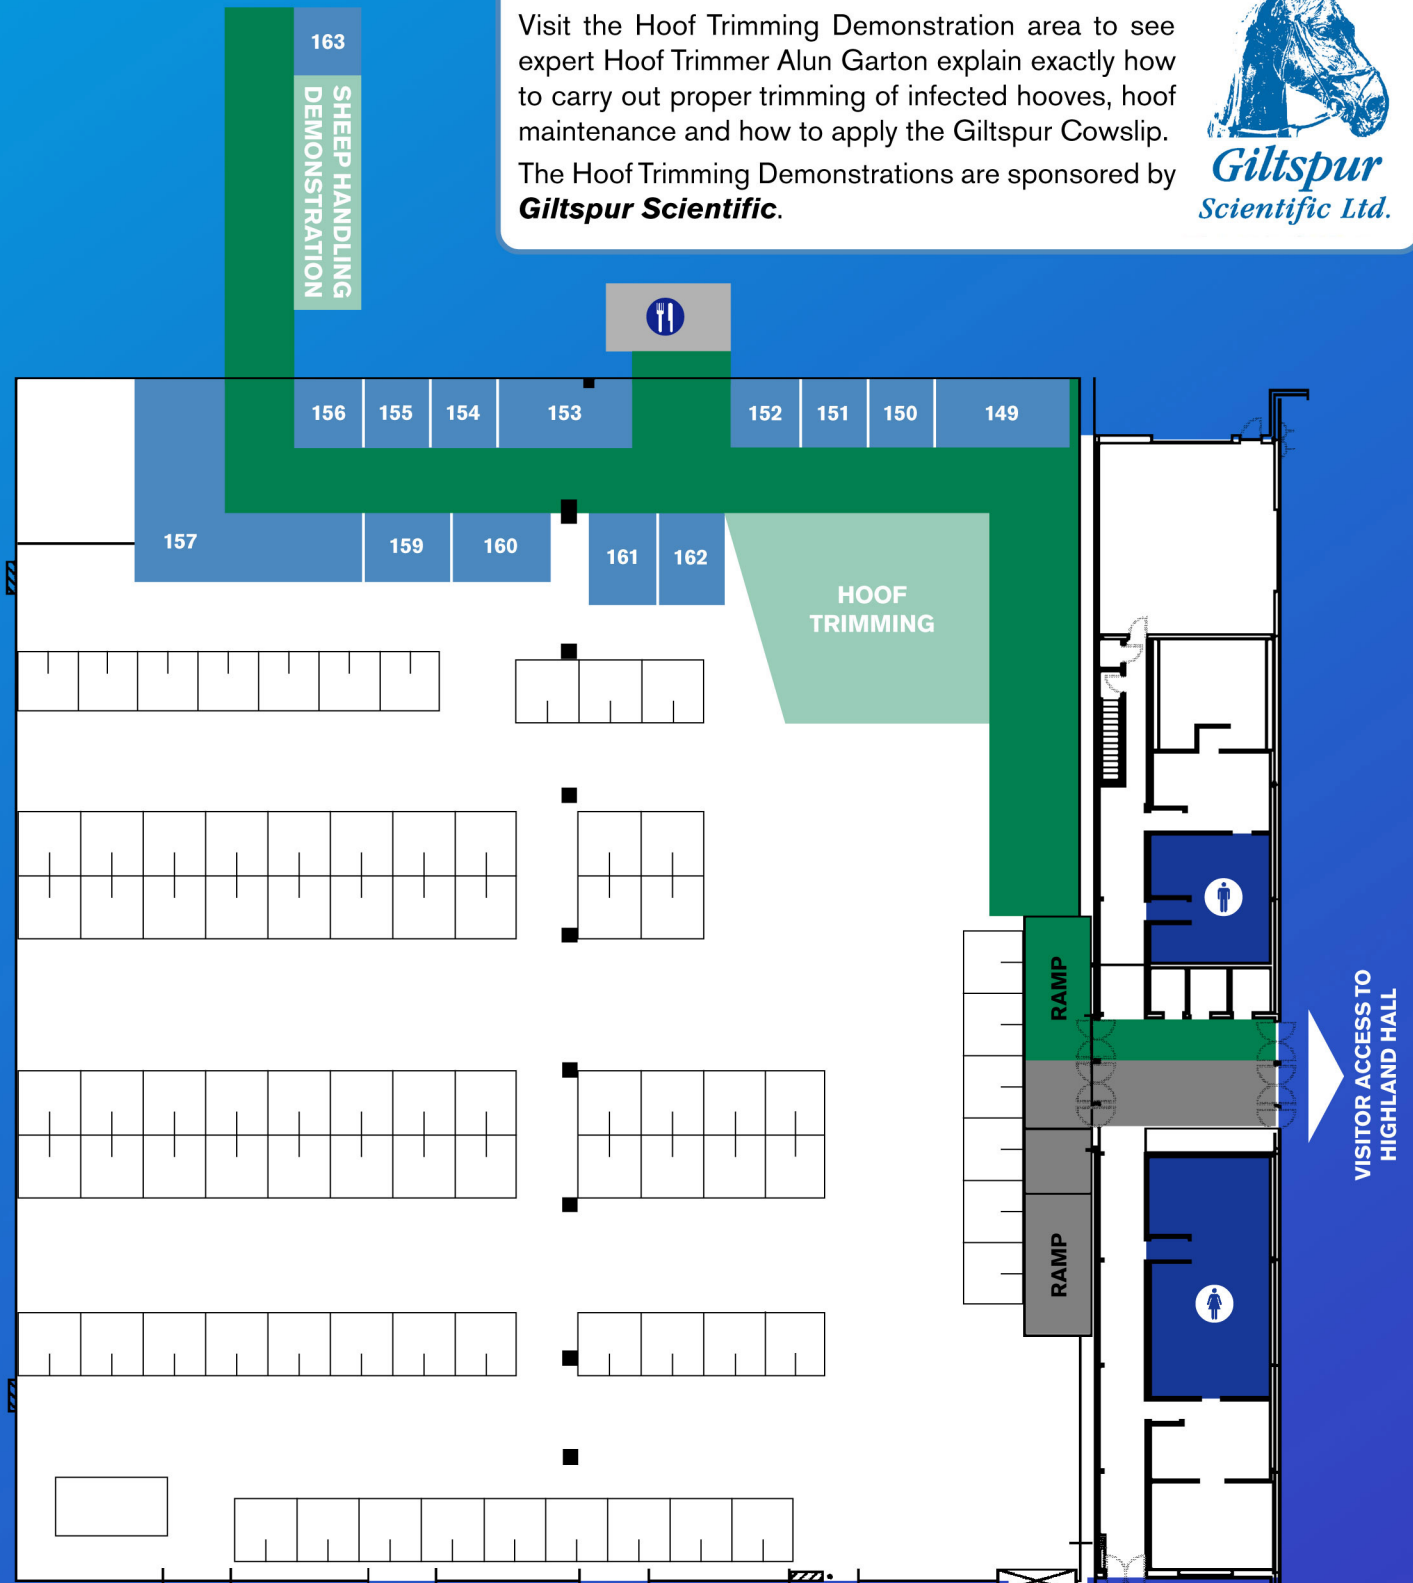 Visit the Hoof Trimming Demonstration area to see
expert Hoof Trimmer Alun Garton explain exactly how
to carry out proper trimming of infected hooves, hoof
maintenance and how to apply the Giltspur Cowslip.
The Hoof Trimming Demonstrations are sponsored by
Giltspur Scientific.
Giltspur
Scientific Ltd.
163
SHEEP HANDLING
DEMONSTRATION
156
155
154
153
152
151
150
149
157
159
160
161
162
HOOF
TRIMMING
RAMP
RAMP
VISITOR ACCESS TO
HIGHLAND HALL